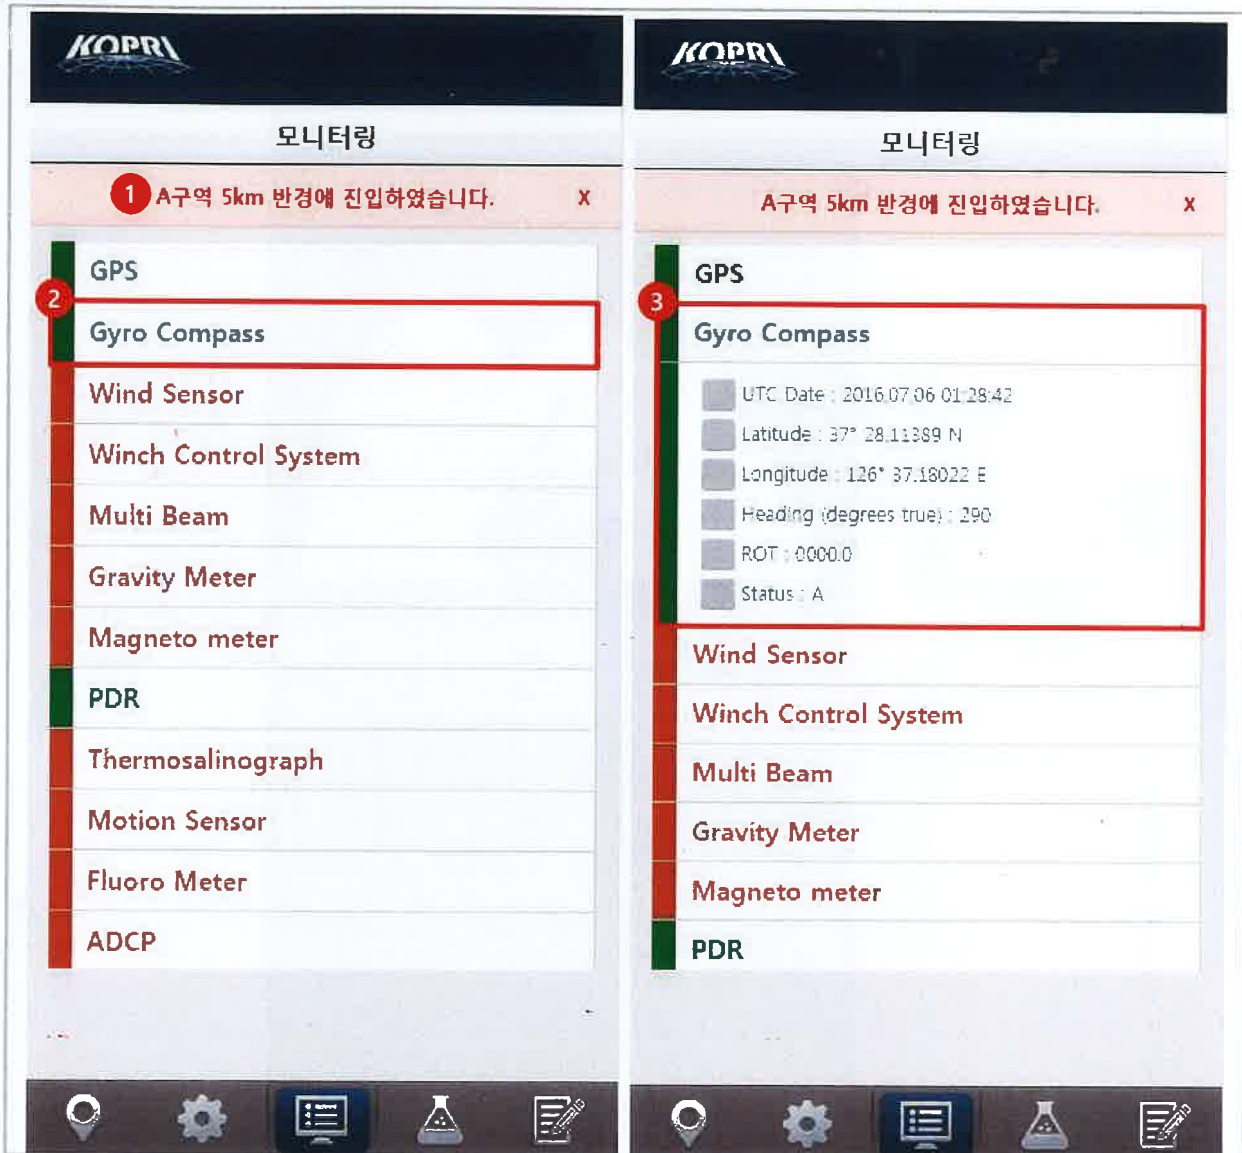 KOPRI
모니터링
1 A구역 5km 반경에 진입하였습니다. X
GPS
2
Gyro Compass
Wind Sensor
Winch Control System
Multi Beam
Gravity Meter
Magneto meter
PDR
Thermosalinograph
Motion Sensor
Fluoro Meter
ADCP
KOPRI
모니터링
A구역 5km 반경에 진입하였습니다. X
GPS
3
Gyro Compass
UTC Date : 2016.07.06 01:28:42
Latitude : 37° 28.11389 N
Longitude : 126° 37.18022 E
Heading (degrees true) : 290
ROT : 0000.0
Status : A
Wind Sensor
Winch Control System
Multi Beam
Gravity Meter
Magneto meter
PDR